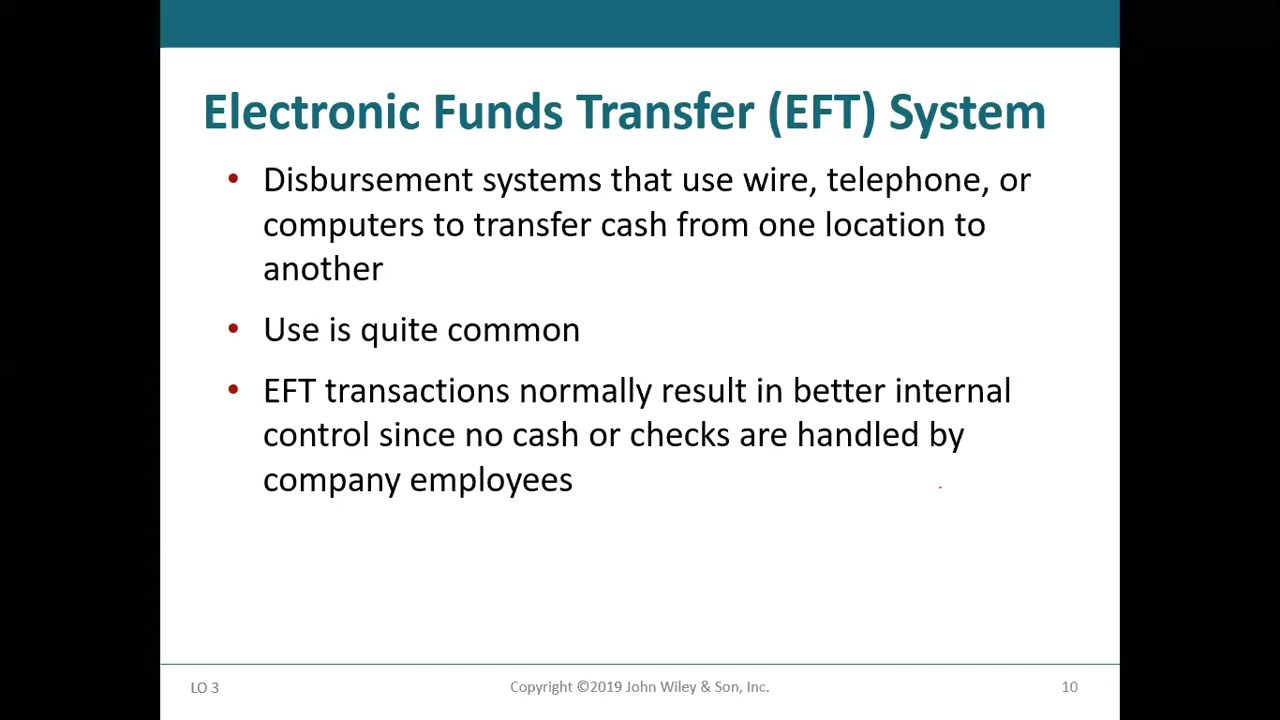 Electronic Funds Transfer (EFT) System
• Disbursement systems that use wire, telephone, or
computers to transfer cash from one location to
another
• Use is quite common
• EFT transactions normally result in better internal
control since no cash or checks are handled by
company employees
LO 3
Copyright ©2019 John Wiley & Son, Inc.
10